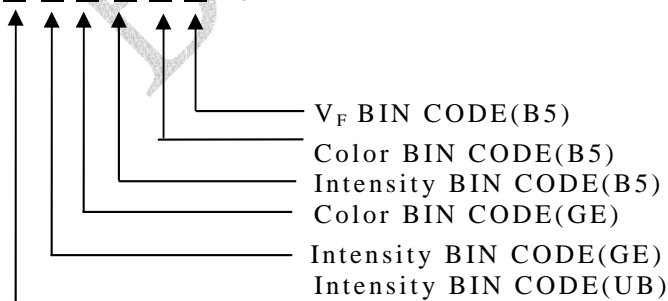 V_F BIN CODE(B5)
Color BIN CODE(B5)
Intensity BIN CODE(B5)
Color BIN CODE(GE)
Intensity BIN CODE(GE)
Intensity BIN CODE(UB)